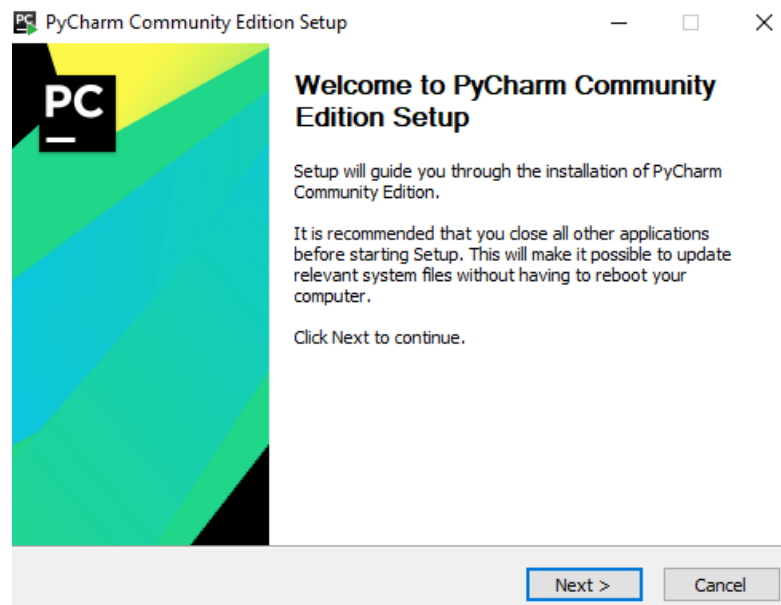 PyCharm Community Edition Setup
PC
Welcome to PyCharm Community
Edition Setup
Setup will guide you through the installation of PyCharm
Community Edition.
It is recommended that you close all other applications
before starting Setup. This will make it possible to update
relevant system files without having to reboot your
computer.
Click Next to continue.
Next >
Cancel